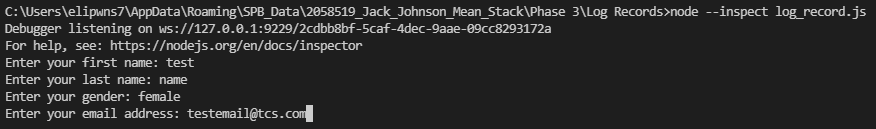 C:\Users\elipwns7\AppData\Roaming\SPB_Data\2058519_Jack_Johnson_Mean_Stack\Phase 3\Log Records>node --inspect log_record.js
Debugger listening on ws://127.0.0.1:9229/2cdbb8bf-5caf-4dec-9aae-09cc8293172a
For help, see: https://nodejs.org/en/docs/inspector
Enter your first name: test
Enter your last name: name
Enter your gender: female
Enter your email address: testemail@tcs.com